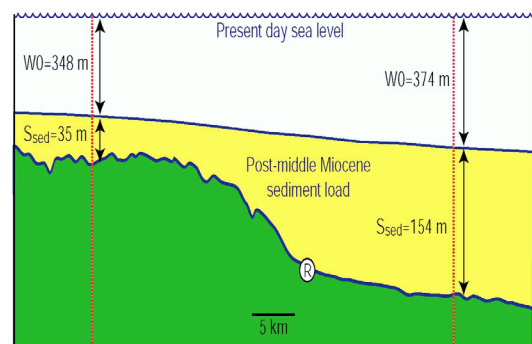 Present day sea level
W0=348 m
W0=374 m
Ssed=35 m
Post-middle Miocene
sediment load
Ssed=154 m
R
5 km